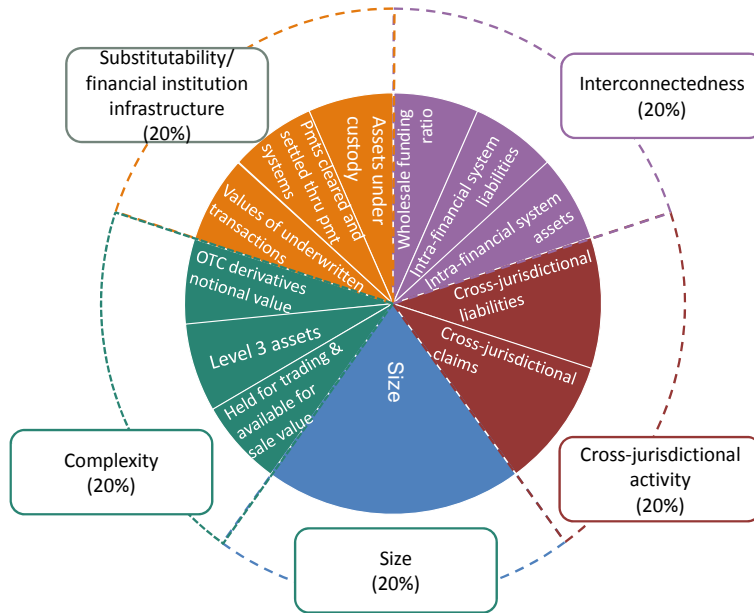 Substitutability/
financial institution
infrastructure
(20%)
Interconnectedness
(20%)
Assets under
custody
Pmts cleared and
settled thru pmt
systems
Values of underwritten
transactions
Wholesale funding
ratio
Intra-financial system
liabilities
Intra-financial system
assets
OTC derivatives
notional value
Level 3 assets
Held for trading &
available for
sale value
Cross-jurisdictional
liabilities
Cross-jurisdictional
claims
Size
Complexity
(20%)
Cross-jurisdictional
activity
(20%)
Size
(20%)